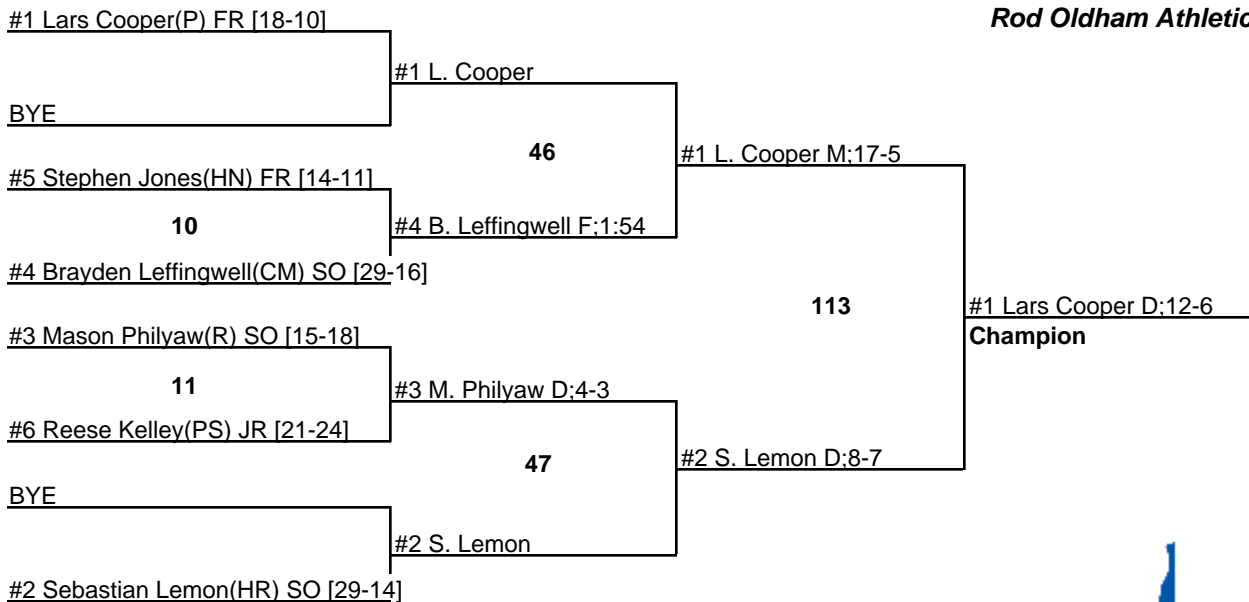 #1 Lars Cooper(P) FR [18-10]
Rod Oldham Athletic
#1 L. Cooper
BYE
46
#1 L. Cooper M;17-5
#5 Stephen Jones(HN) FR [14-11]
10
#4 B. Leffingwell F;1:54
#4 Brayden Leffingwell(CM) SO [29-16]
113
#1 Lars Cooper D;12-6
Champion
#3 Mason Philyaw(R) SO [15-18]
11
#3 M. Philyaw D;4-3
#6 Reese Kelley(PS) JR [21-24]
47
#2 S. Lemon D;8-7
BYE
#2 S. Lemon
#2 Sebastian Lemon(HR) SO [29-14]